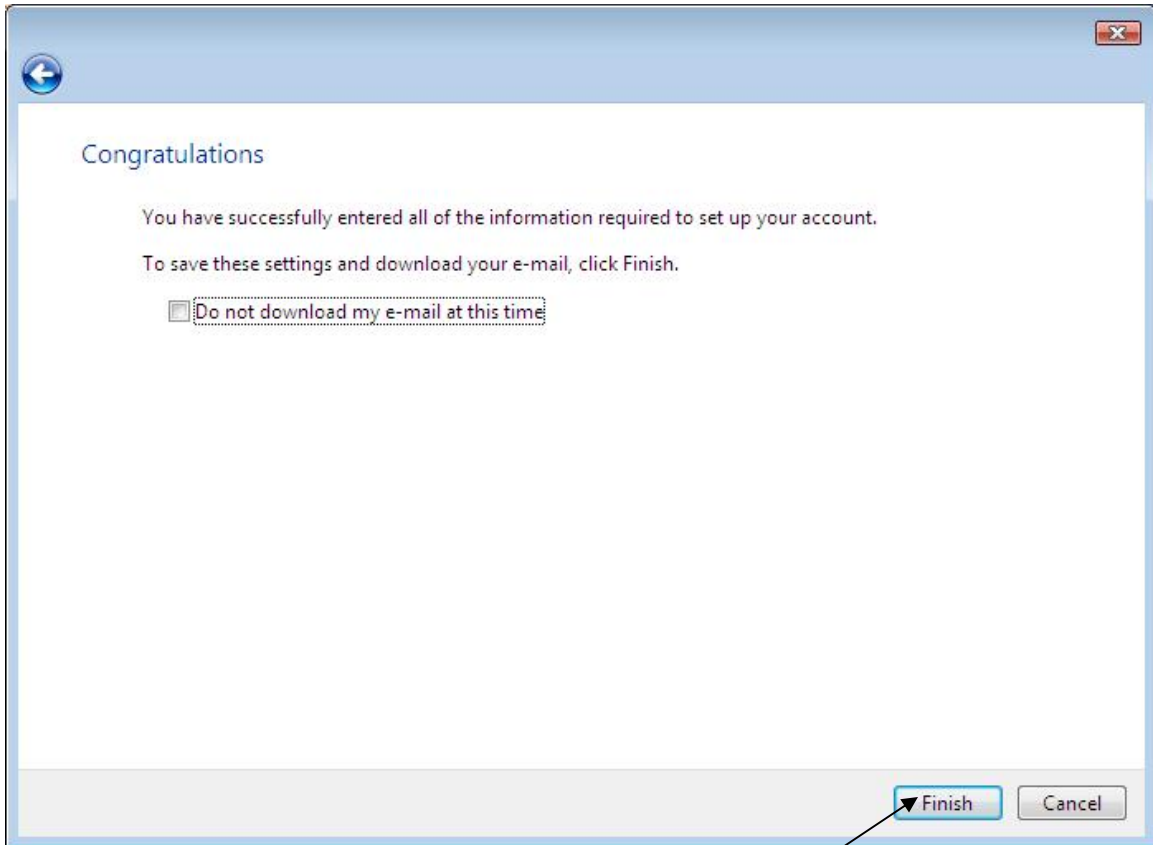 Congratulations
You have successfully entered all of the information required to set up your account.
To save these settings and download your e-mail, click Finish.
Do not download my e-mail at this time
Finish
Cancel